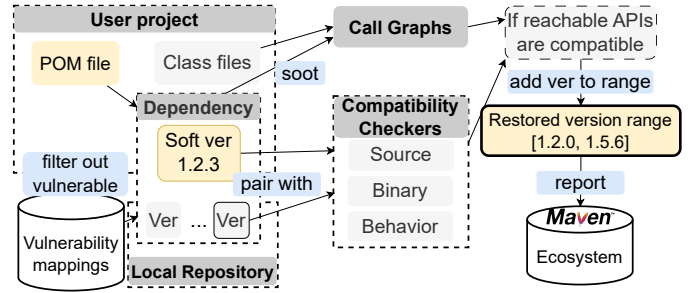 User project
POM file
Class files
soot
Dependency
Soft ver
1.2.3
filter out
vulnerable
Vulnerability
mappings
Ver
...
Ver
pair with
Local Repository
Call Graphs
Compatibility
Checkers
Source
Binary
Behavior
If reachable APIs
are compatible
add ver to range
Restored version range
[1.2.0, 1.5.6]
report
Maven™
Ecosystem